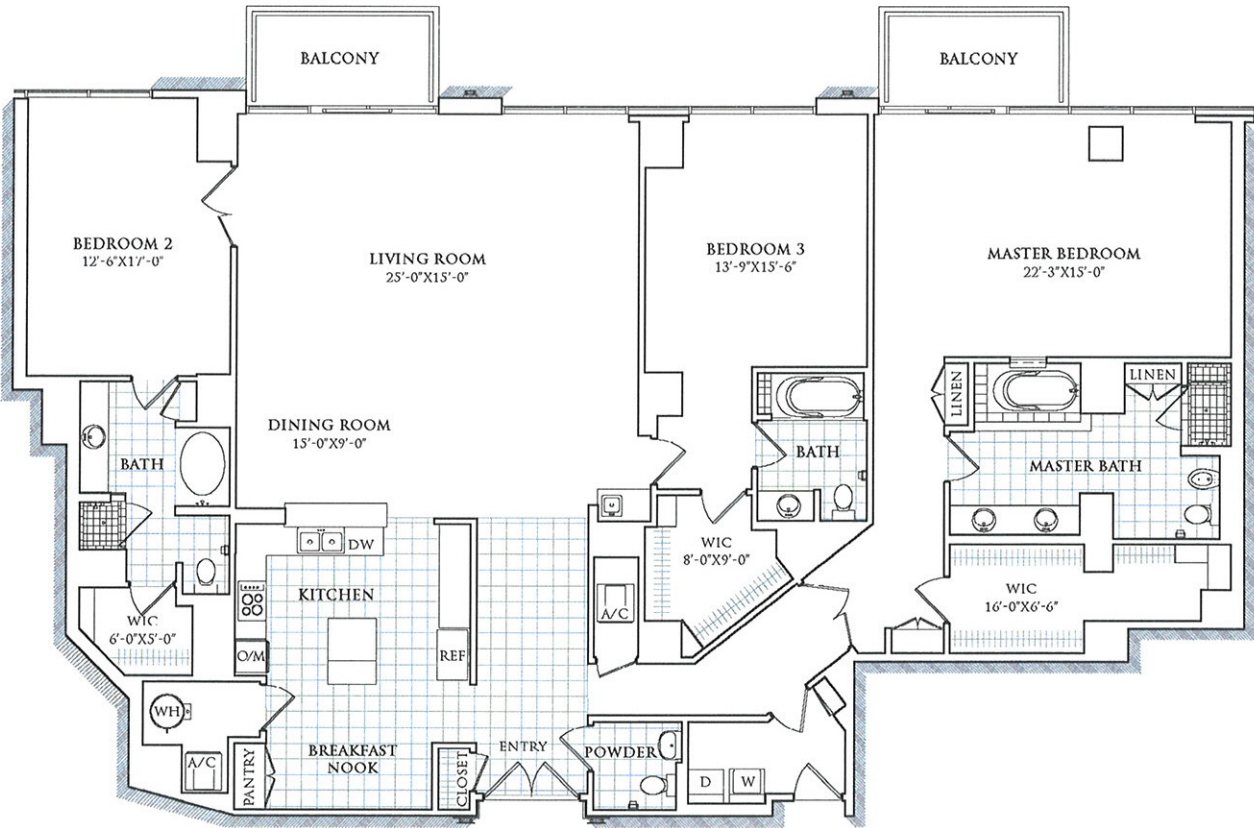 BALCONY
BALCONY
BEDROOM 2
12'-6"X17'-0"
LIVING ROOM
25'-0"X15'-0"
BEDROOM 3
13'-9"X15'-6"
MASTER BEDROOM
22'-3"X15'-0"
LINEN
LINEN
DINING ROOM
15'-0"X9'-0"
BATH
BATH
MASTER BATH
DW
WIC
8'-0"X9'-0"
KITCHEN
A/C
WIC
16'-0"X6'-6"
WIC
6'-0"X5'-0"
O/M
REF
WH
A/C
PANTRY
BREAKFAST
NOOK
CLOSET
ENTRY
POWDER
D
W